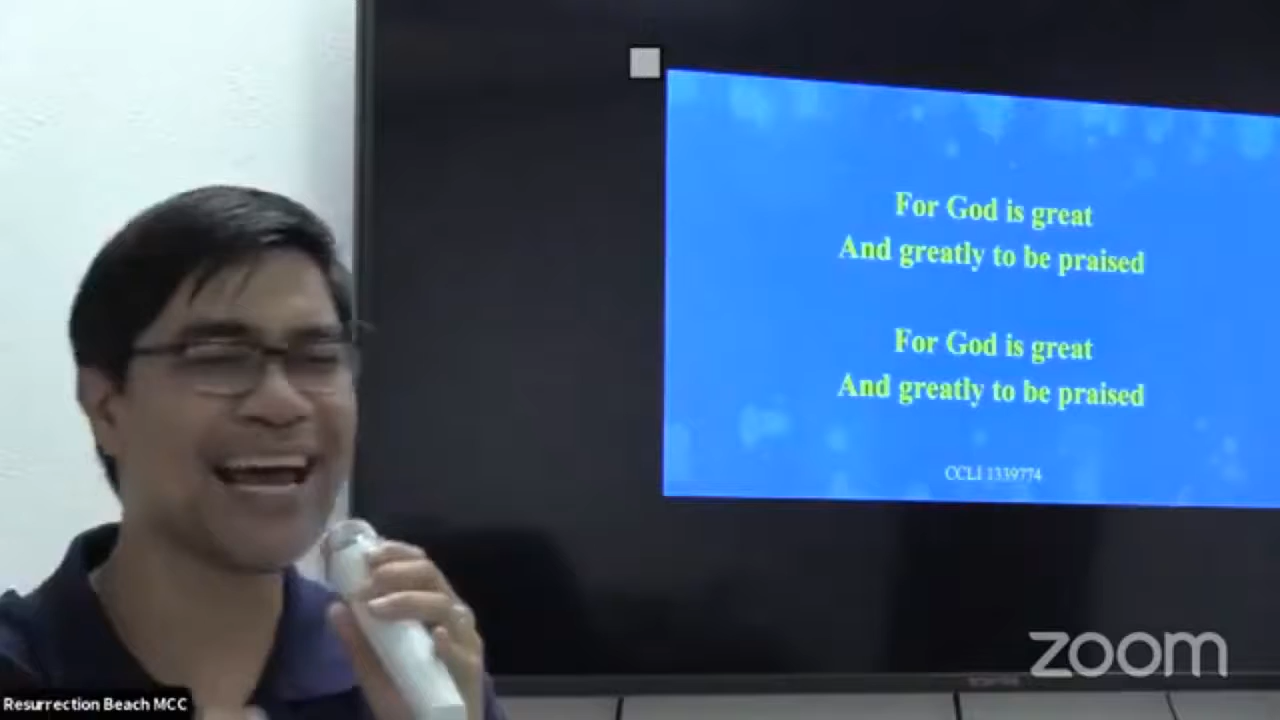 For God is great
And greatly to be praised
For God is great
And greatly to be praised
CCLI 1339774
zoom
Resurrection Beach MCC